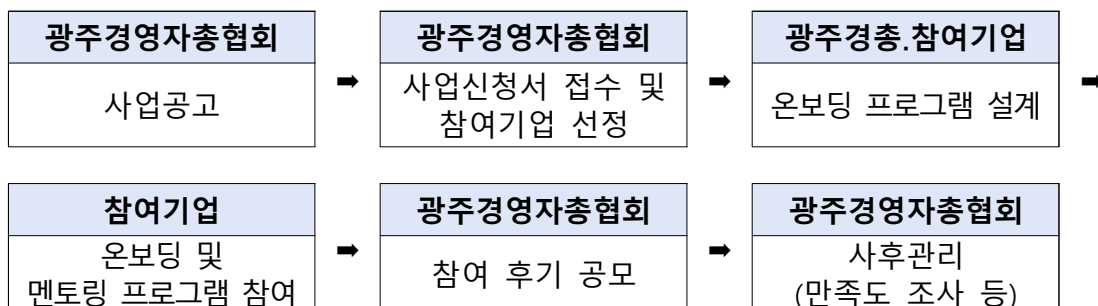 광주경영자총협회
사업공고
➡
광주경영자총협회
사업신청서 접수 및
참여기업 선정
➡
광주경총.참여기업
온보딩 프로그램 설계
➡
참여기업
온보딩 및
멘토링 프로그램 참여
➡
광주경영자총협회
참여 후기 공모
➡
광주경영자총협회
사후관리
(만족도 조사 등)